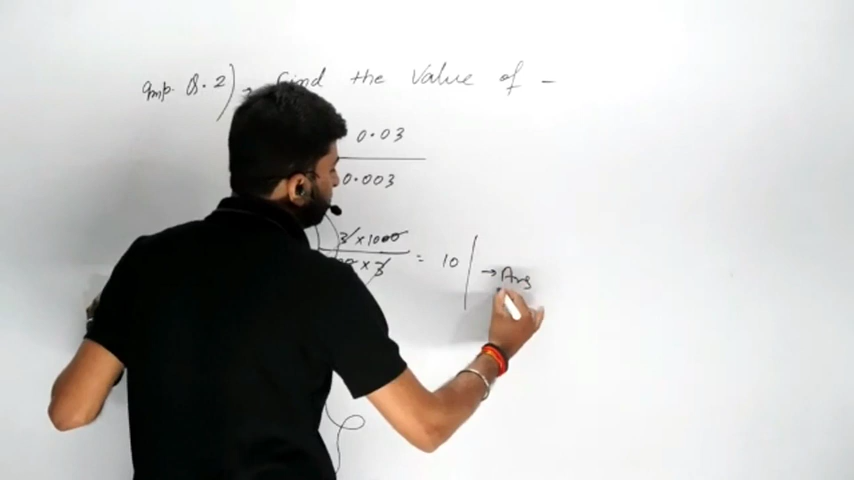 Imp. Q. 2) → Find the Value of -
0.03
0.003
3 x 1000
x 3 = 10 → Ans